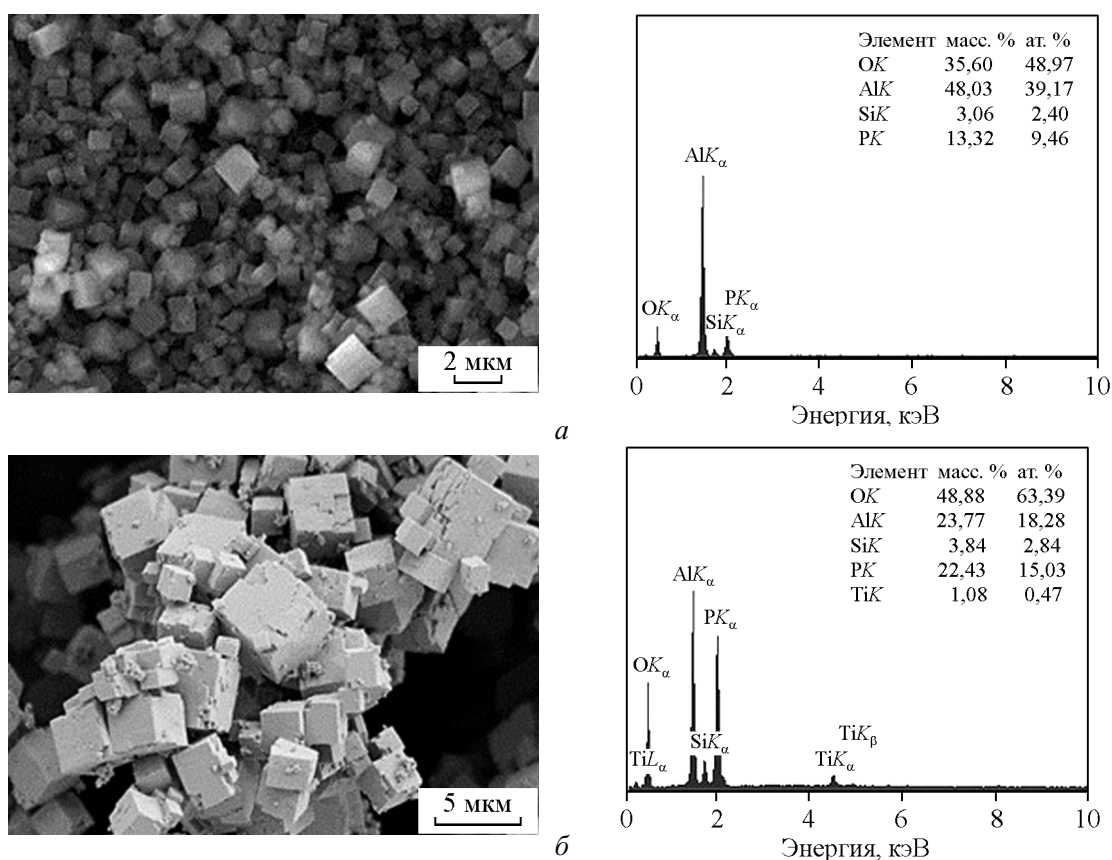 Элемент масс. % ат. %
OK 35,60 48,97
AlK 48,03 39,17
SiK 3,06 2,40
PK 13,32 9,46
AlKα
OKα
PKα
SiKα
2 мкм
0 2 4 6 8 10
Энергия, кэВ
а
Элемент масс. % ат. %
OK 48,88 63,39
AlK 23,77 18,28
SiK 3,84 2,84
PK 22,43 15,03
TiK 1,08 0,47
AlKα
PKα
OKα
TiKβ
SiKα
TiLα
TiKα
5 мкм
0 2 4 6 8 10
Энергия, кэВ
б